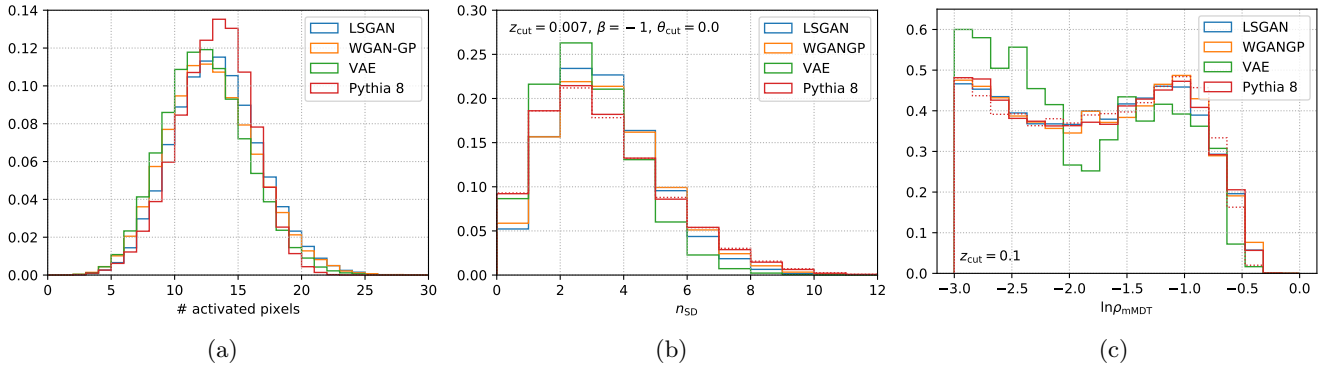 0.14
0.12
0.10
0.08
0.06
0.04
0.02
0.00
0 5 10 15 20 25 30
# activated pixels
LSGAN
WGAN-GP
VAE
Pythia 8
(a)
0.30
0.25
0.20
0.15
0.10
0.05
0.00
0 2 4 6 8 10 12
n_SD
z_cut = 0.007, β = −1, θ_cut = 0.0
LSGAN
WGANGP
VAE
Pythia 8
(b)
0.6
0.5
0.4
0.3
0.2
0.1
0.0
−3.0 −2.5 −2.0 −1.5 −1.0 −0.5 0.0
lnρ_mMDT
z_cut = 0.1
LSGAN
WGANGP
VAE
Pythia 8
(c)